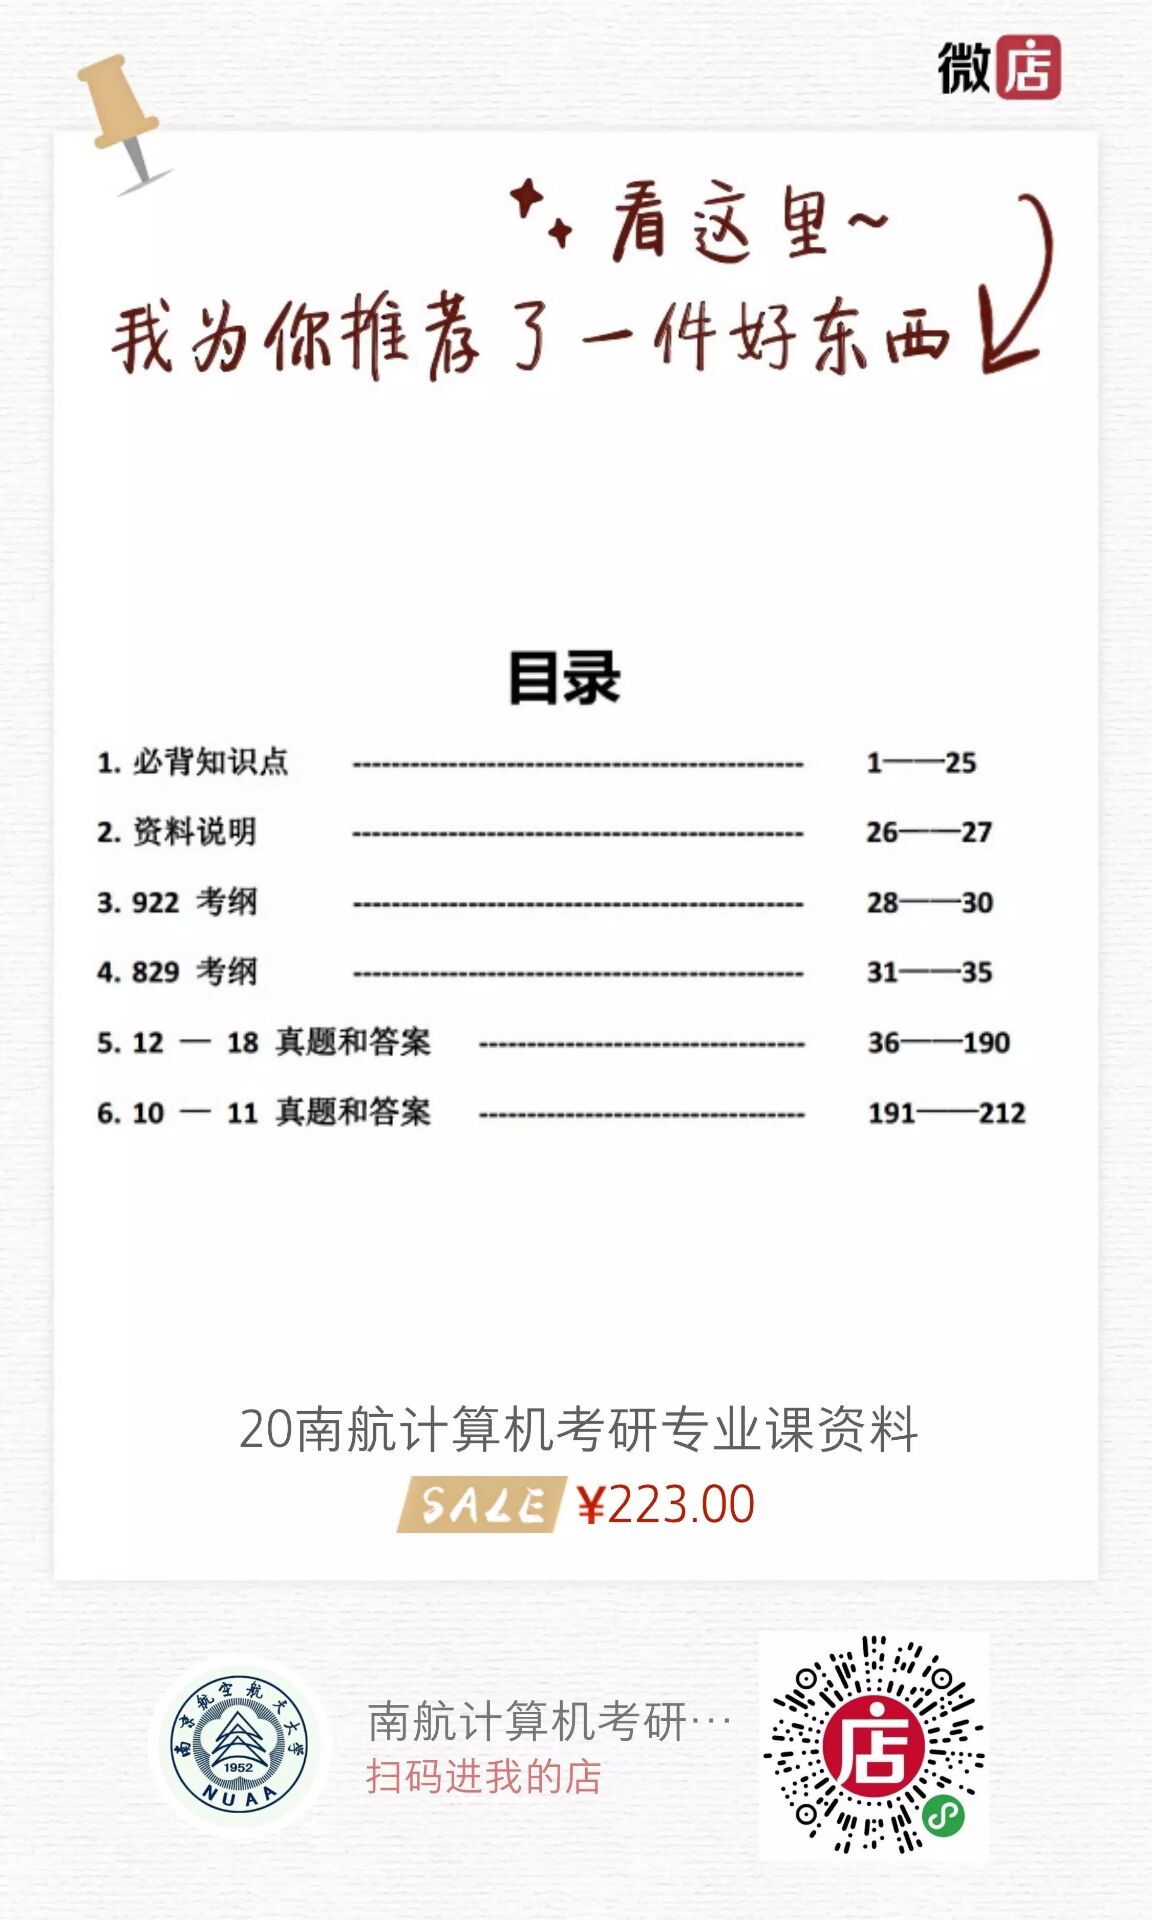 微店
看这里~
我为你推荐了一件好东西
目录
1. 必背知识点 ---------------------------------------------- 1——25
2. 资料说明 ---------------------------------------------- 26——27
3. 922 考纲 ---------------------------------------------- 28——30
4. 829 考纲 ---------------------------------------------- 31——35
5. 12 — 18 真题和答案 --------------------------------- 36——190
6. 10 — 11 真题和答案 --------------------------------- 191——212
20南航计算机考研专业课资料
SALE ¥223.00
南京航空航天大学
1952
NUAA
南航计算机考研…
扫码进我的店
店